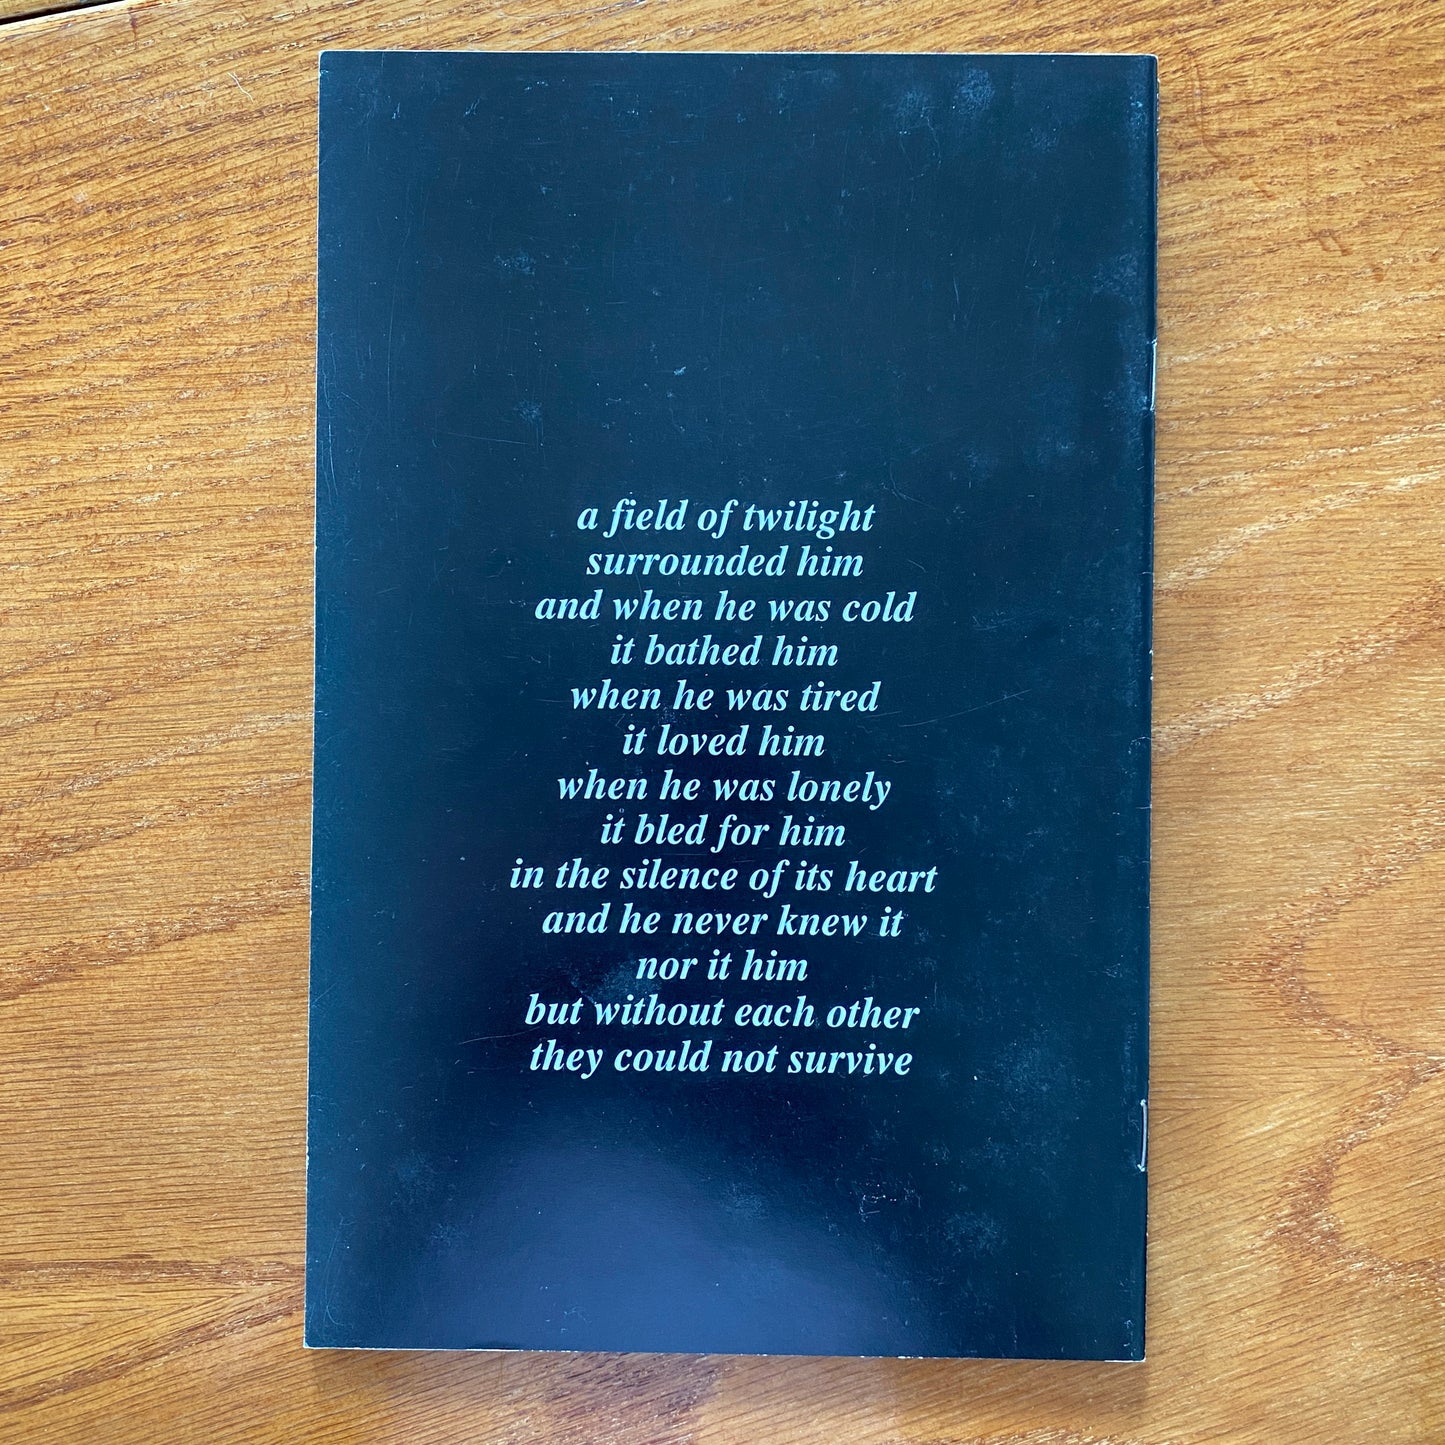 a field of twilight
surrounded him
and when he was cold
it bathed him
when he was tired
it loved him
when he was lonely
it bled for him
in the silence of its heart
and he never knew it
nor it him
but without each other
they could not survive